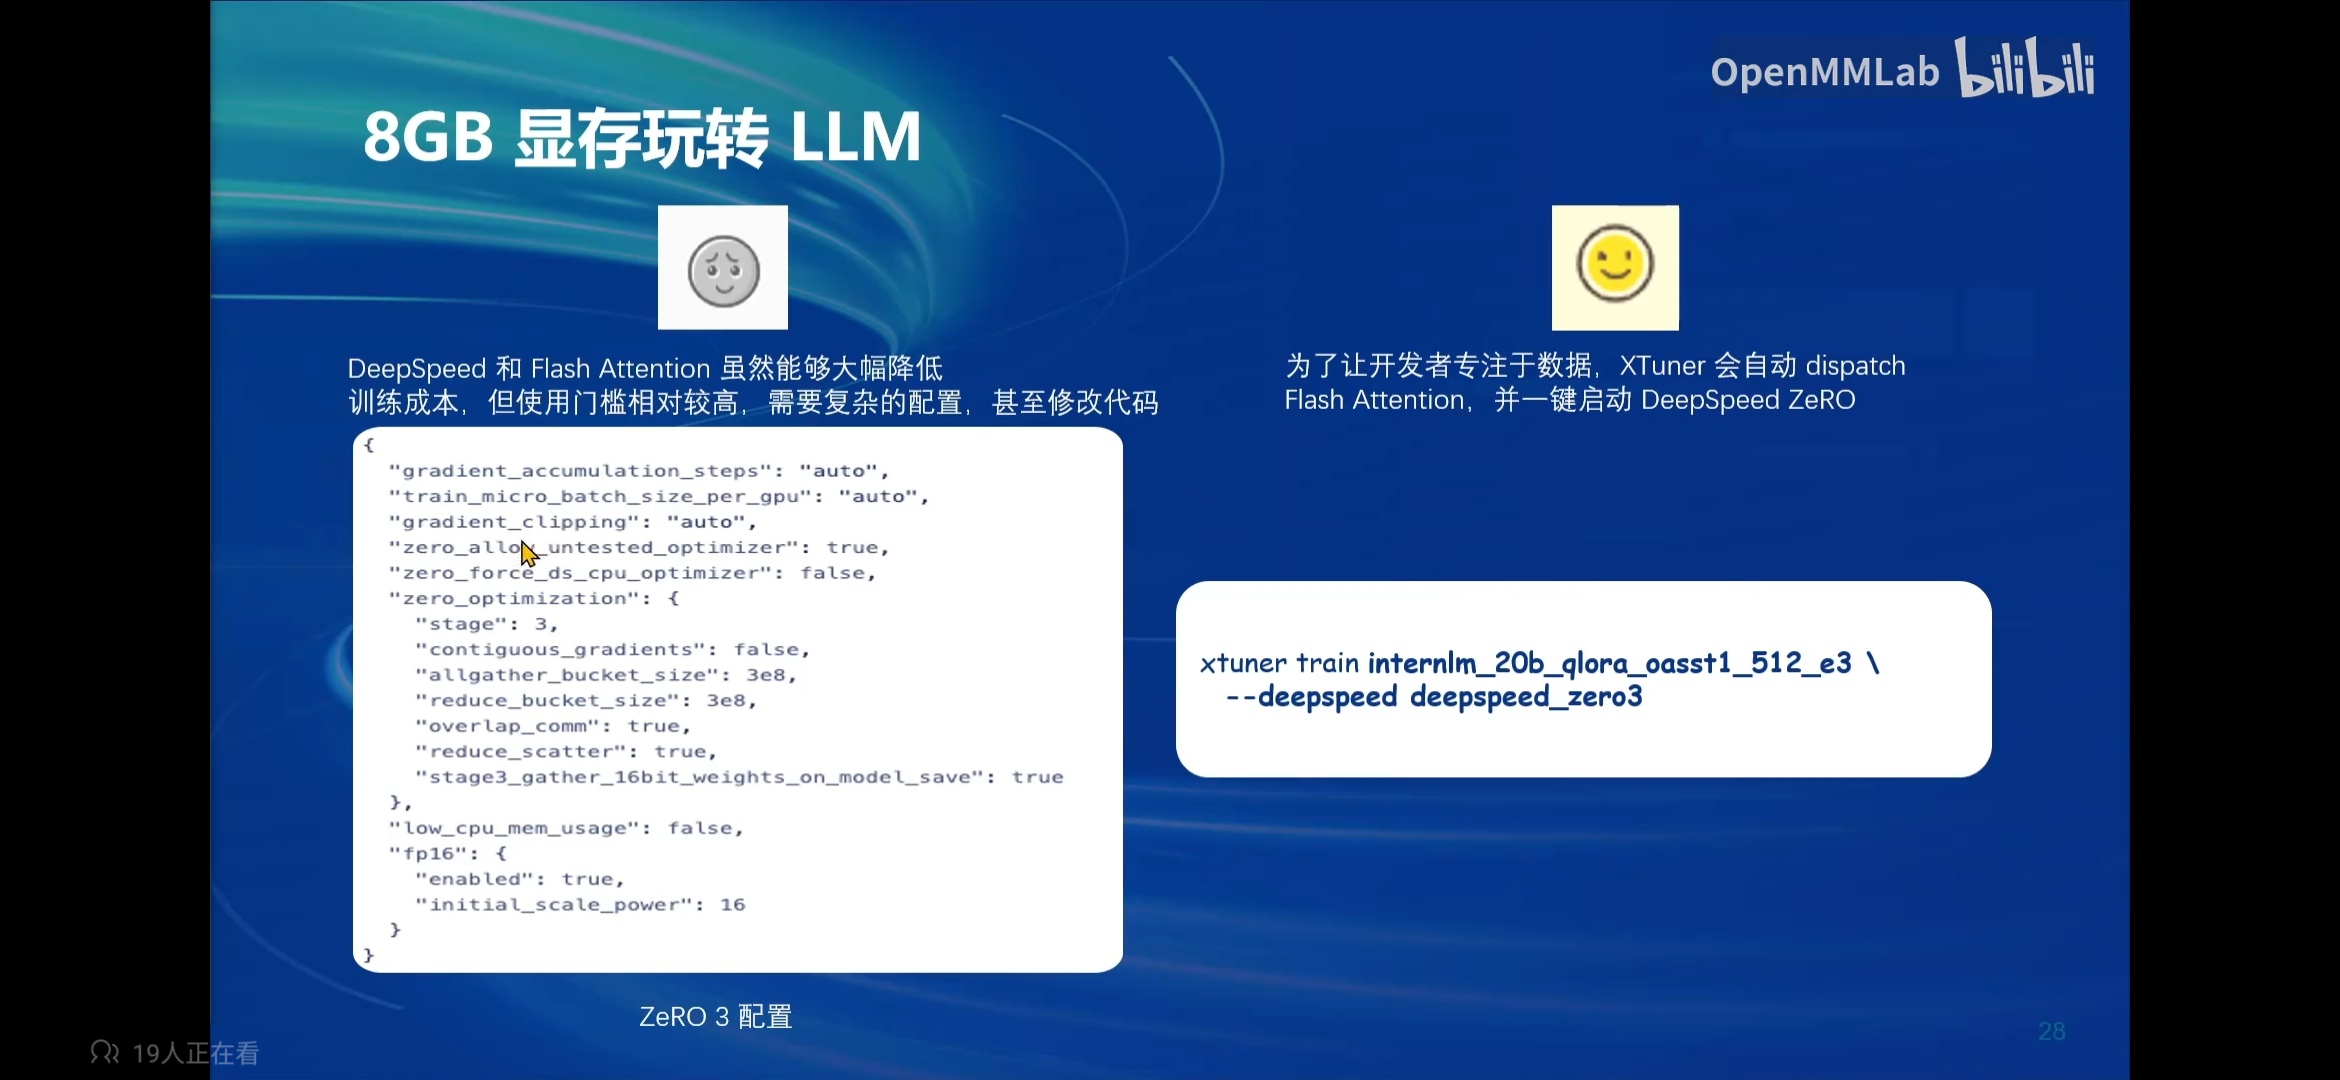 OpenMMLab bilibili
8GB 显存玩转 LLM
DeepSpeed 和 Flash Attention 虽然能够大幅降低
训练成本，但使用门槛相对较高，需要复杂的配置，甚至修改代码
{
"gradient_accumulation_steps": "auto",
"train_micro_batch_size_per_gpu": "auto",
"gradient_clipping": "auto",
"zero_allow_untested_optimizer": true,
"zero_force_ds_cpu_optimizer": false,
"zero_optimization": {
"stage": 3,
"contiguous_gradients": false,
"allgather_bucket_size": 3e8,
"reduce_bucket_size": 3e8,
"overlap_comm": true,
"reduce_scatter": true,
"stage3_gather_16bit_weights_on_model_save": true
},
"low_cpu_mem_usage": false,
"fp16": {
"enabled": true,
"initial_scale_power": 16
}
}
ZeRO 3 配置
为了让开发者专注于数据，XTuner 会自动 dispatch
Flash Attention，并一键启动 DeepSpeed ZeRO
xtuner train internlm_20b_qlora_oasst1_512_e3 \
--deepspeed deepspeed_zero3
28
19人正在看